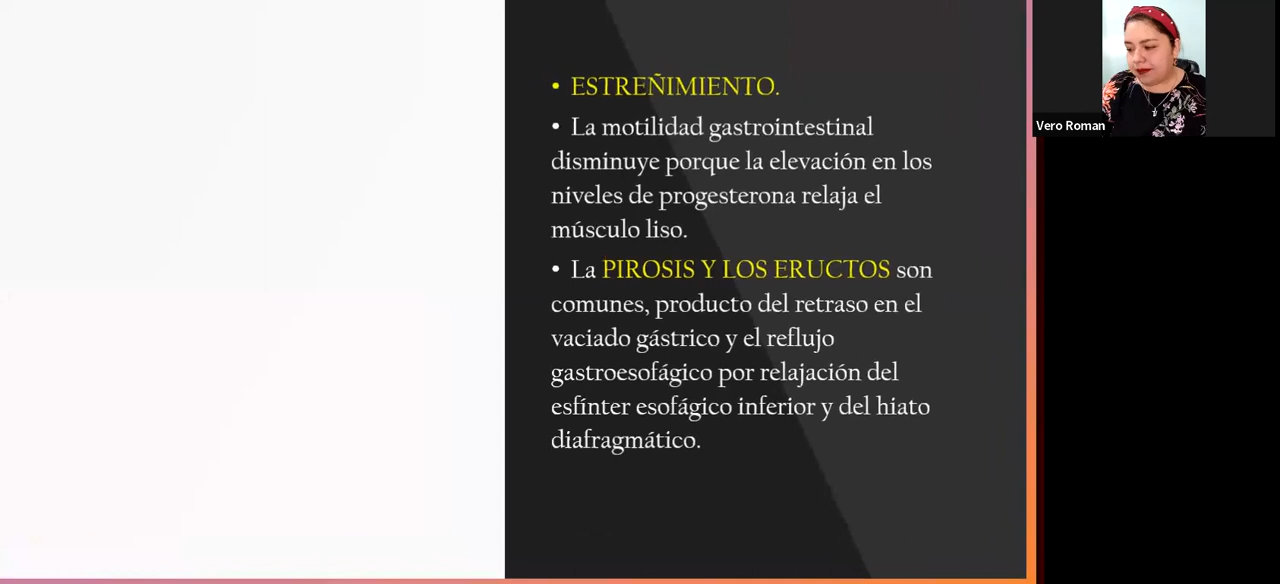 • ESTREÑIMIENTO.
• La motilidad gastrointestinal
disminuye porque la elevación en los
niveles de progesterona relaja el
músculo liso.
• La PIROSIS Y LOS ERUCTOS son
comunes, producto del retraso en el
vaciado gástrico y el reflujo
gastroesofágico por relajación del
esfínter esofágico inferior y del hiato
diafragmático.
Vero Roman